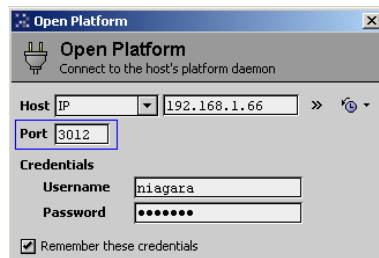 Open Platform
Open Platform
Connect to the host's platform daemon
Host IP 192.168.1.66 »
Port 3012
Credentials
Username niagara
Password •••••••
Remember these credentials